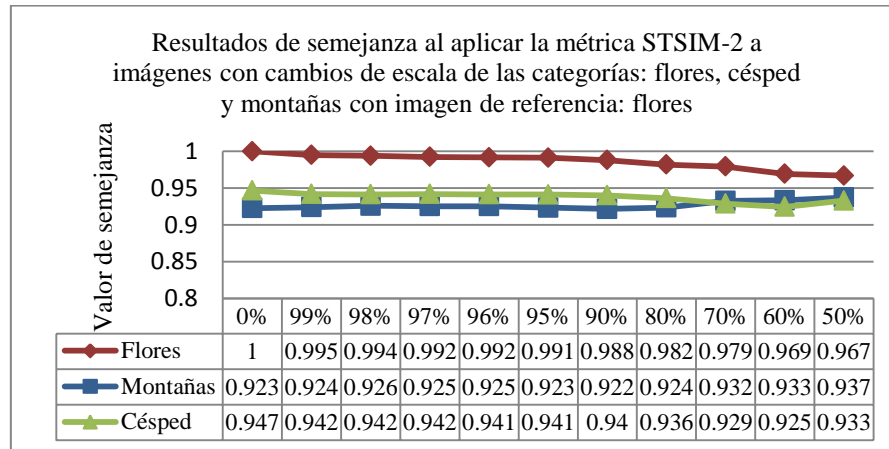 Resultados de semejanza al aplicar la métrica STSIM-2 a
imágenes con cambios de escala de las categorías: flores, césped
y montañas con imagen de referencia: flores
Valor de semejanza
1
0.95
0.9
0.85
0.8
0% 99% 98% 97% 96% 95% 90% 80% 70% 60% 50%
Flores 1 0.995 0.994 0.992 0.992 0.991 0.988 0.982 0.979 0.969 0.967
Montañas 0.923 0.924 0.926 0.925 0.925 0.923 0.922 0.924 0.932 0.933 0.937
Césped 0.947 0.942 0.942 0.942 0.941 0.941 0.94 0.936 0.929 0.925 0.933